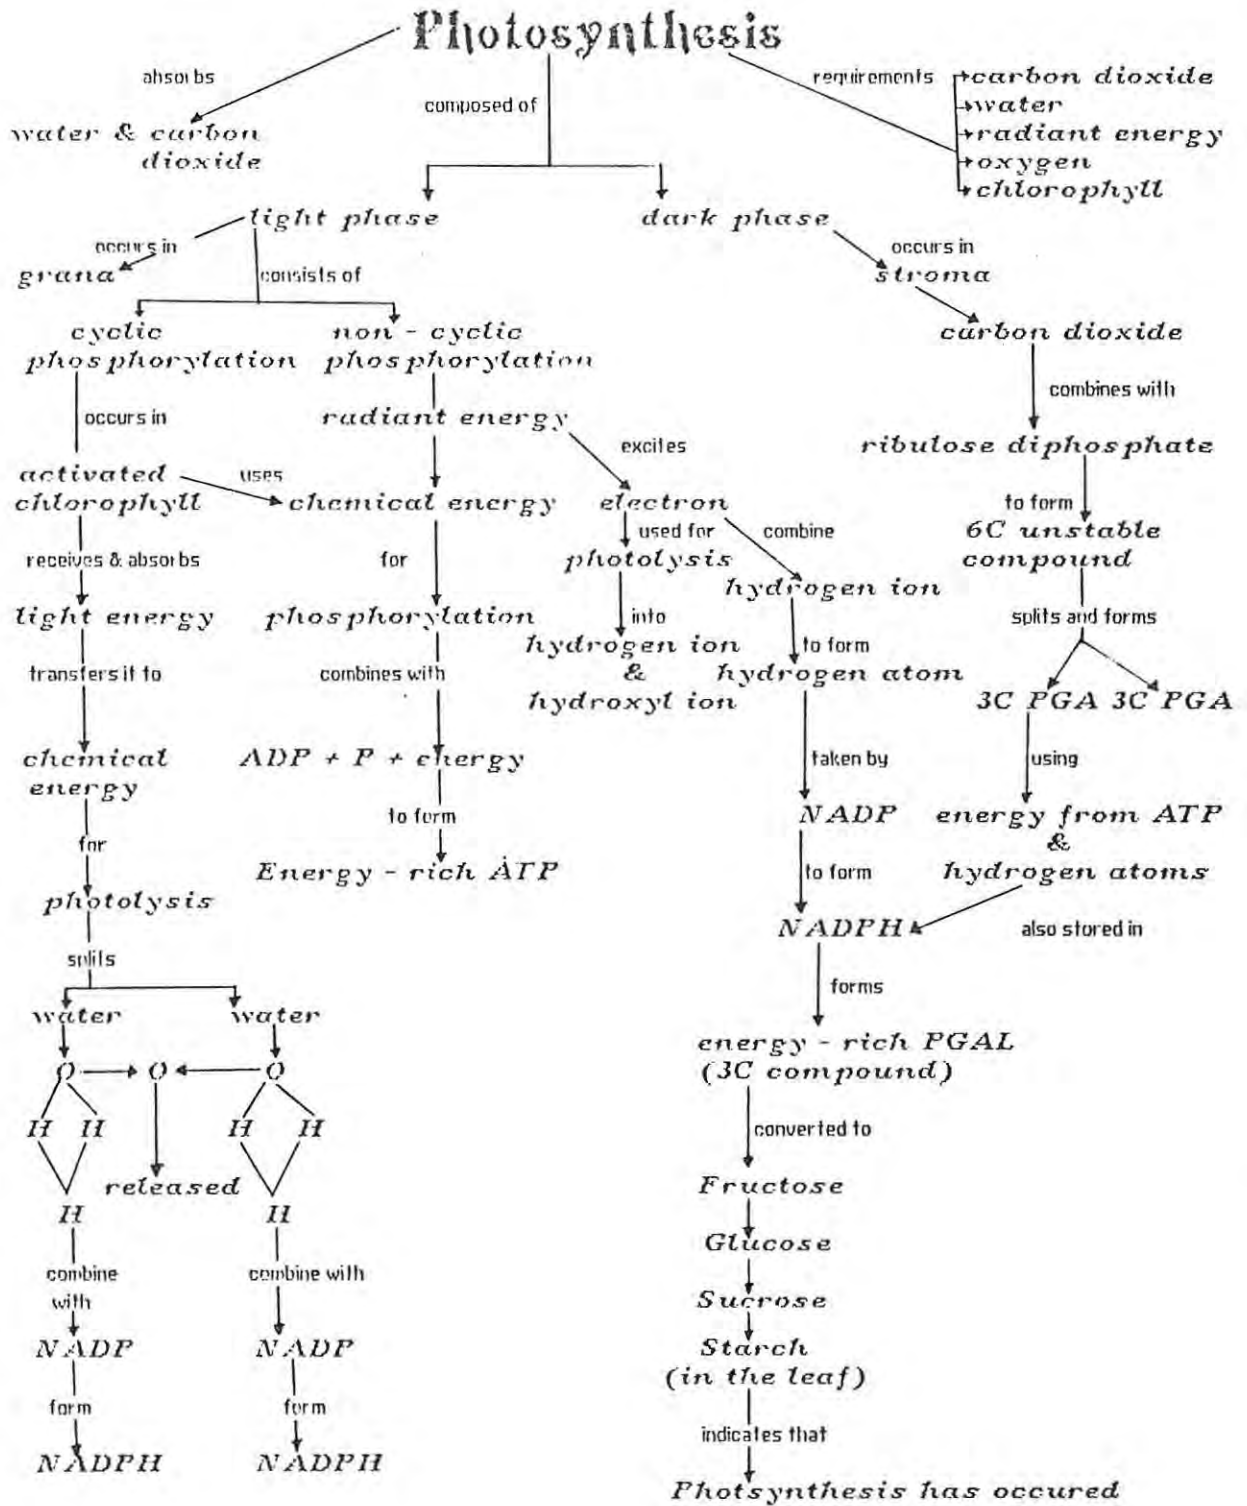 Photosynthesis
absorbs
water & carbon
dioxide
composed of
requirements
carbon dioxide
water
radiant energy
oxygen
chlorophyll
light phase
dark phase
occurs in
grana
consists of
occurs in
stroma
cyclic
phosphorylation
non - cyclic
phosphorylation
carbon dioxide
combines with
ribulose diphosphate
to form
6C unstable
compound
splits and forms
3C PGA 3C PGA
using
energy from ATP
&
hydrogen atoms
also stored in
occurs in
activated
chlorophyll
uses
receives & absorbs
light energy
transfers it to
chemical
energy
for
photolysis
splits
water
water
O
O
O
H H
H H
released
H
H
combine
with
combine with
NADP
NADP
form
form
NADPH
NADPH
radiant energy
excites
chemical energy
for
phosphorylation
combines with
ADP + P + energy
to form
Energy - rich ATP
electron
used for
photolysis
into
hydrogen ion
&
hydroxyl ion
combine
hydrogen ion
to form
hydrogen atom
taken by
NADP
to form
NADPH
forms
energy - rich PGAL
(3C compound)
converted to
Fructose
Glucose
Sucrose
Starch
(in the leaf)
indicates that
Photsynthesis has occured